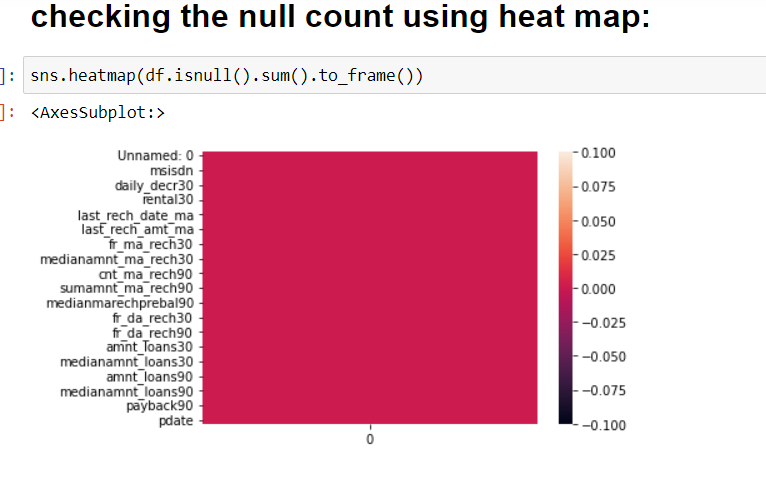 checking the null count using heat map:
]: sns.heatmap(df.isnull().sum().to_frame())
]: <AxesSubplot:>
Unnamed: 0
msisdn
daily_decr30
rental30
last_rech_date_ma
last_rech_amt_ma
fr_ma_rech30
medianamnt_ma_rech30
cnt_ma_rech90
sumamnt_ma_rech90
medianmarechprebal90
fr_da_rech30
fr_da_rech90
amnt_loans30
medianamnt_loans30
amnt_loans90
medianamnt_loans90
payback90
pdate
0
0.100
0.075
0.050
0.025
0.000
−0.025
−0.050
−0.075
−0.100